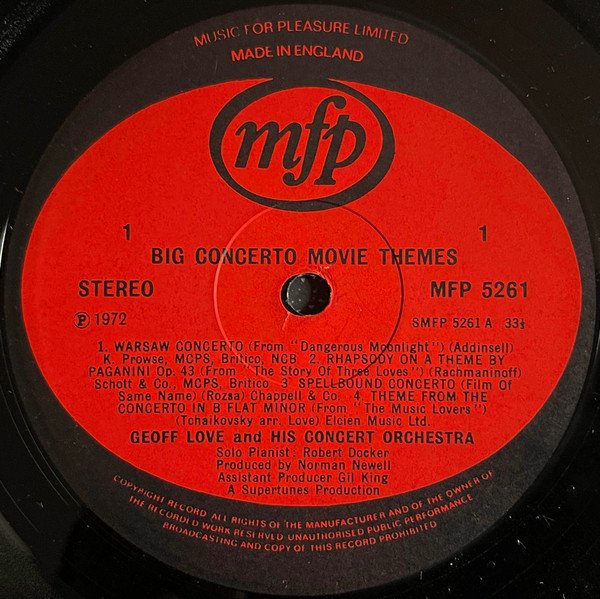 MUSIC FOR PLEASURE LIMITED
MADE IN ENGLAND
mfp
1 1
BIG CONCERTO MOVIE THEMES
STEREO MFP 5261
Ⓟ 1972 SMFP 5261 A 33⅓
1. WARSAW CONCERTO (From "Dangerous Moonlight") (Addinsell)
K. Prowse, MCPS, Britico, NCB. 2. RHAPSODY ON A THEME BY
PAGANINI Op. 43 (From "The Story Of Three Loves") (Rachmaninoff)
Schott & Co., MCPS, Britico 3 SPELLBOUND CONCERTO (Film Of
Same Name) (Rozsa) Chappell & Co. 4. THEME FROM THE
CONCERTO IN B FLAT MINOR (From "The Music Lovers")
(Tchaikovsky arr. Love) Elcien Music Ltd.
GEOFF LOVE and HIS CONCERT ORCHESTRA
Solo Pianist: Robert Docker
Produced by Norman Newell
Assistant Producer Gil King
A Supertunes Production
COPYRIGHT RECORD ALL RIGHTS OF THE MANUFACTURER AND OF THE OWNER OF
THE RECORDED WORK RESERVED UNAUTHORISED PUBLIC PERFORMANCE
BROADCASTING AND COPY OF THIS RECORD PROHIBITED